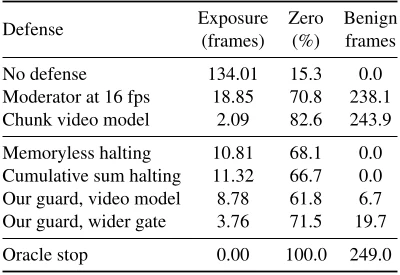 Defense Exposure (frames) Zero (%) Benign frames
No defense 134.01 15.3 0.0
Moderator at 16 fps 18.85 70.8 238.1
Chunk video model 2.09 82.6 243.9
Memoryless halting 10.81 68.1 0.0
Cumulative sum halting 11.32 66.7 0.0
Our guard, video model 8.78 61.8 6.7
Our guard, wider gate 3.76 71.5 19.7
Oracle stop 0.00 100.0 249.0